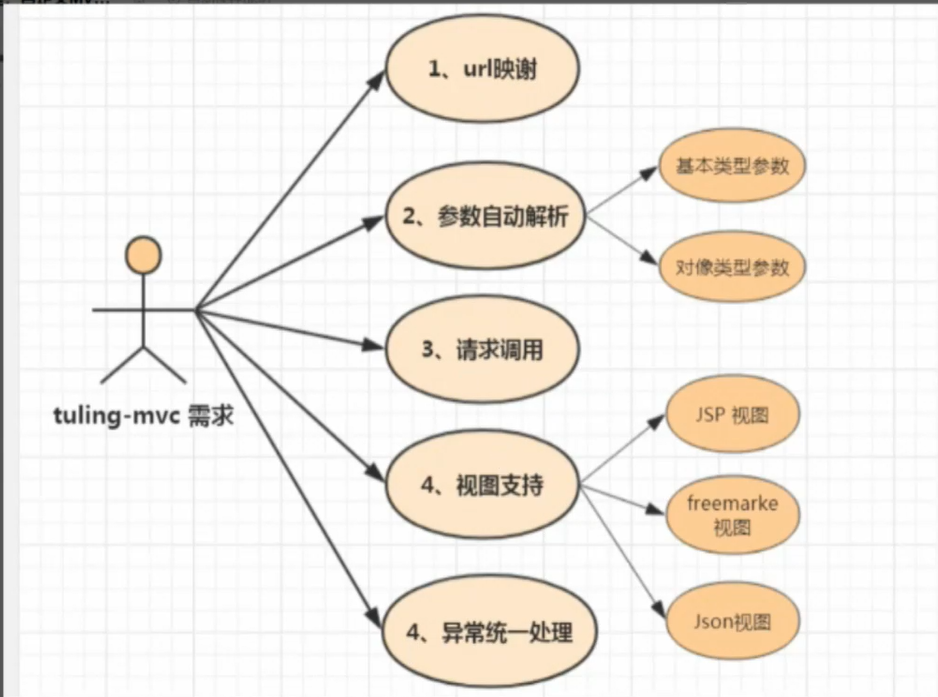 1、url映谢
2、参数自动解析
基本类型参数
对像类型参数
3、请求调用
tuling-mvc 需求
4、视图支持
JSP 视图
freemarke
视图
Json视图
4、异常统一处理